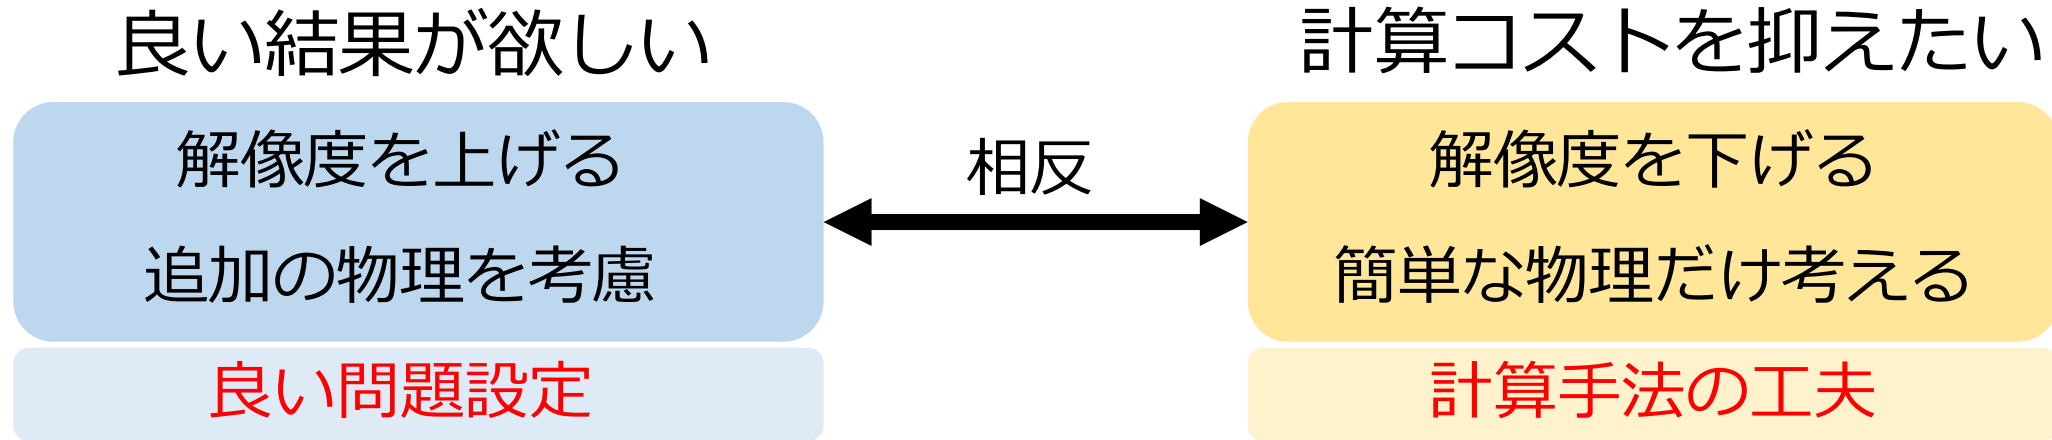 良い結果が欲しい
解像度を上げる
追加の物理を考慮
良い問題設定
相反
計算コストを抑えたい
解像度を下げる
簡単な物理だけ考える
計算手法の工夫